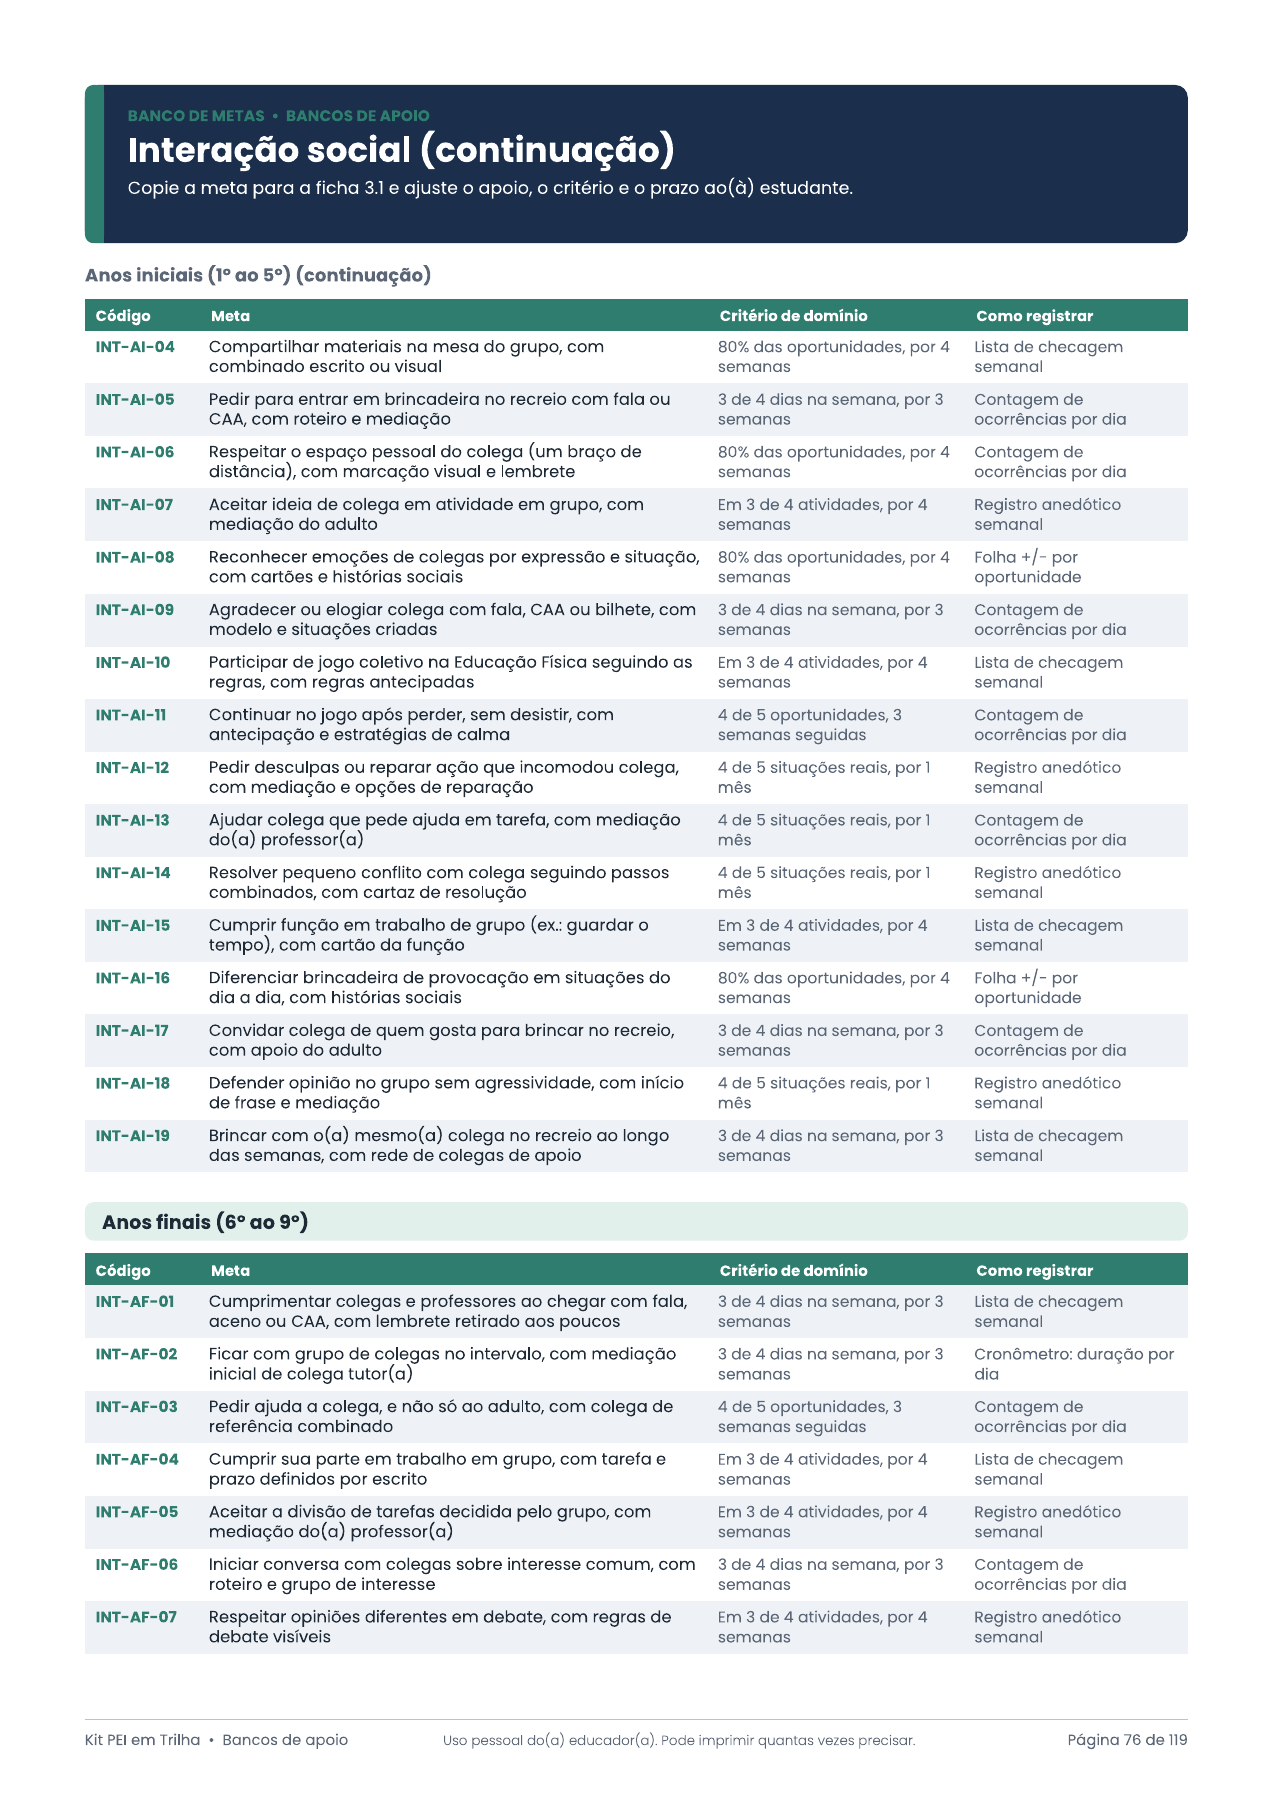 BANCO DE METAS • BANCOS DE APOIO
Interação social (continuação)
Copie a meta para a ficha 3.1 e ajuste o apoio, o critério e o prazo ao(à) estudante.
Anos iniciais (1º ao 5º) (continuação)
Código Meta Critério de domínio Como registrar
INT-AI-04 Compartilhar materiais na mesa do grupo, com 80% das oportunidades, por 4 Lista de checagem
combinado escrito ou visual semanas semanal
INT-AI-05 Pedir para entrar em brincadeira no recreio com fala ou 3 de 4 dias na semana, por 3 Contagem de
CAA, com roteiro e mediação semanas ocorrências por dia
INT-AI-06 Respeitar o espaço pessoal do colega (um braço de 80% das oportunidades, por 4 Contagem de
distância), com marcação visual e lembrete semanas ocorrências por dia
INT-AI-07 Aceitar ideia de colega em atividade em grupo, com Em 3 de 4 atividades, por 4 Registro anedótico
mediação do adulto semanas semanal
INT-AI-08 Reconhecer emoções de colegas por expressão e situação, 80% das oportunidades, por 4 Folha +/- por
com cartões e histórias sociais semanas oportunidade
INT-AI-09 Agradecer ou elogiar colega com fala, CAA ou bilhete, com 3 de 4 dias na semana, por 3 Contagem de
modelo e situações criadas semanas ocorrências por dia
INT-AI-10 Participar de jogo coletivo na Educação Física seguindo as Em 3 de 4 atividades, por 4 Lista de checagem
regras, com regras antecipadas semanas semanal
INT-AI-11 Continuar no jogo após perder, sem desistir, com 4 de 5 oportunidades, 3 Contagem de
antecipação e estratégias de calma semanas seguidas ocorrências por dia
INT-AI-12 Pedir desculpas ou reparar ação que incomodou colega, 4 de 5 situações reais, por 1 Registro anedótico
com mediação e opções de reparação mês semanal
INT-AI-13 Ajudar colega que pede ajuda em tarefa, com mediação 4 de 5 situações reais, por 1 Contagem de
do(a) professor(a) mês ocorrências por dia
INT-AI-14 Resolver pequeno conflito com colega seguindo passos 4 de 5 situações reais, por 1 Registro anedótico
combinados, com cartaz de resolução mês semanal
INT-AI-15 Cumprir função em trabalho de grupo (ex.: guardar o Em 3 de 4 atividades, por 4 Lista de checagem
tempo), com cartão da função semanas semanal
INT-AI-16 Diferenciar brincadeira de provocação em situações do 80% das oportunidades, por 4 Folha +/- por
dia a dia, com histórias sociais semanas oportunidade
INT-AI-17 Convidar colega de quem gosta para brincar no recreio, 3 de 4 dias na semana, por 3 Contagem de
com apoio do adulto semanas ocorrências por dia
INT-AI-18 Defender opinião no grupo sem agressividade, com início 4 de 5 situações reais, por 1 Registro anedótico
de frase e mediação mês semanal
INT-AI-19 Brincar com o(a) mesmo(a) colega no recreio ao longo 3 de 4 dias na semana, por 3 Lista de checagem
das semanas, com rede de colegas de apoio semanas semanal
Anos finais (6º ao 9º)
Código Meta Critério de domínio Como registrar
INT-AF-01 Cumprimentar colegas e professores ao chegar com fala, 3 de 4 dias na semana, por 3 Lista de checagem
aceno ou CAA, com lembrete retirado aos poucos semanas semanal
INT-AF-02 Ficar com grupo de colegas no intervalo, com mediação 3 de 4 dias na semana, por 3 Cronômetro: duração por
inicial de colega tutor(a) semanas dia
INT-AF-03 Pedir ajuda a colega, e não só ao adulto, com colega de 4 de 5 oportunidades, 3 Contagem de
referência combinado semanas seguidas ocorrências por dia
INT-AF-04 Cumprir sua parte em trabalho em grupo, com tarefa e Em 3 de 4 atividades, por 4 Lista de checagem
prazo definidos por escrito semanas semanal
INT-AF-05 Aceitar a divisão de tarefas decidida pelo grupo, com Em 3 de 4 atividades, por 4 Registro anedótico
mediação do(a) professor(a) semanas semanal
INT-AF-06 Iniciar conversa com colegas sobre interesse comum, com 3 de 4 dias na semana, por 3 Contagem de
roteiro e grupo de interesse semanas ocorrências por dia
INT-AF-07 Respeitar opiniões diferentes em debate, com regras de Em 3 de 4 atividades, por 4 Registro anedótico
debate visíveis semanas semanal
Kit PEI em Trilha • Bancos de apoio Uso pessoal do(a) educador(a). Pode imprimir quantas vezes precisar. Página 76 de 119